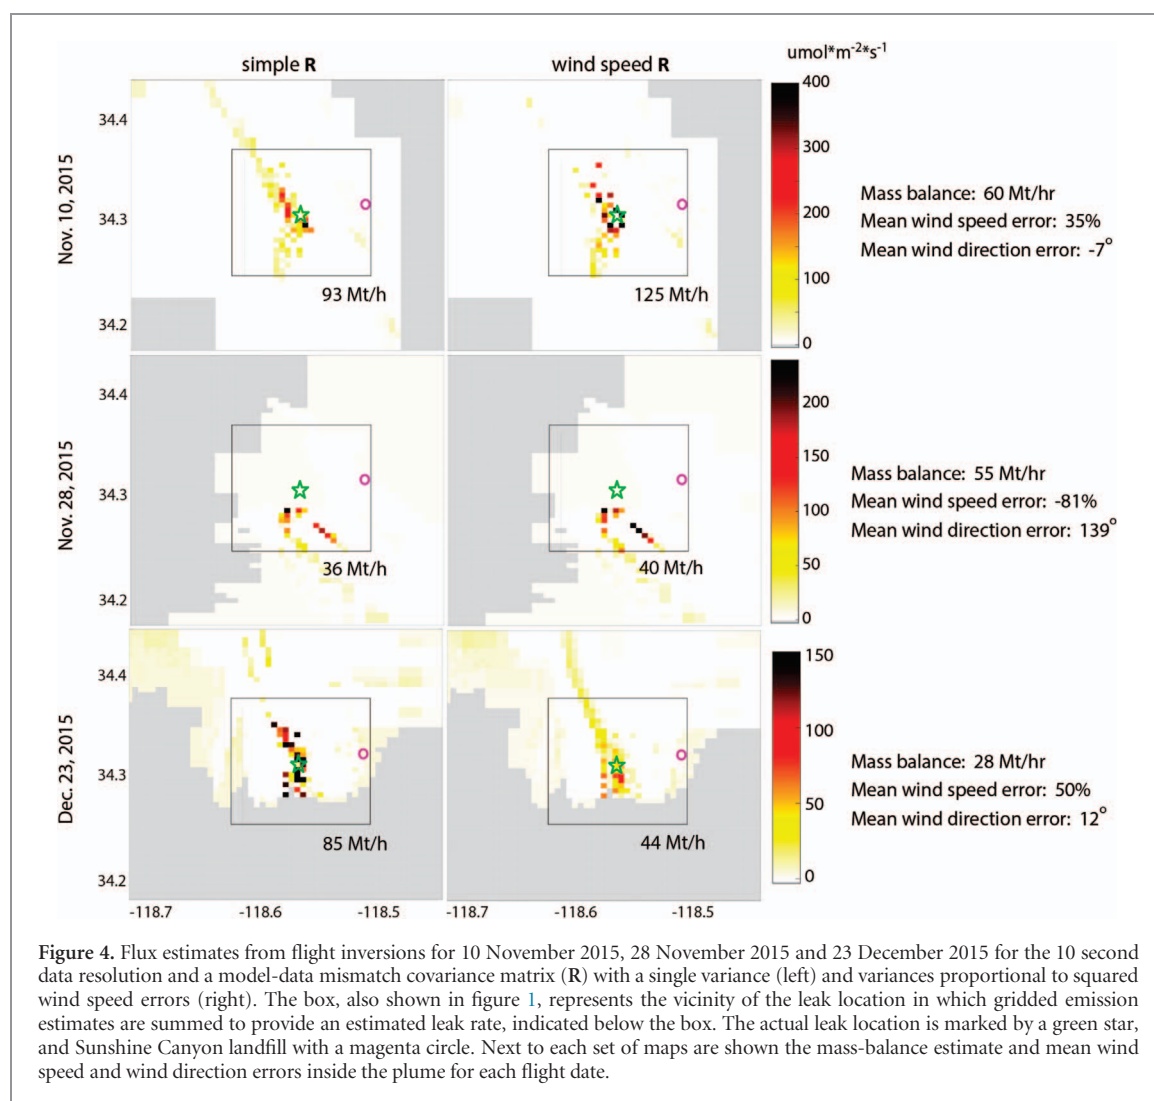 simple R
wind speed R
umol*m⁻²*s⁻¹
Nov. 10, 2015
34.4
34.3
34.2
93 Mt/h
125 Mt/h
400
300
200
100
0
Mass balance: 60 Mt/hr
Mean wind speed error: 35%
Mean wind direction error: -7°
Nov. 28, 2015
34.4
34.3
34.2
36 Mt/h
40 Mt/h
200
150
100
50
0
Mass balance: 55 Mt/hr
Mean wind speed error: -81%
Mean wind direction error: 139°
Dec. 23, 2015
34.4
34.3
34.2
85 Mt/h
44 Mt/h
150
100
50
0
Mass balance: 28 Mt/hr
Mean wind speed error: 50%
Mean wind direction error: 12°
-118.7 -118.6 -118.5 -118.7 -118.6 -118.5
Figure 4. Flux estimates from flight inversions for 10 November 2015, 28 November 2015 and 23 December 2015 for the 10 second
data resolution and a model-data mismatch covariance matrix (R) with a single variance (left) and variances proportional to squared
wind speed errors (right). The box, also shown in figure 1, represents the vicinity of the leak location in which gridded emission
estimates are summed to provide an estimated leak rate, indicated below the box. The actual leak location is marked by a green star,
and Sunshine Canyon landfill with a magenta circle. Next to each set of maps are shown the mass-balance estimate and mean wind
speed and wind direction errors inside the plume for each flight date.